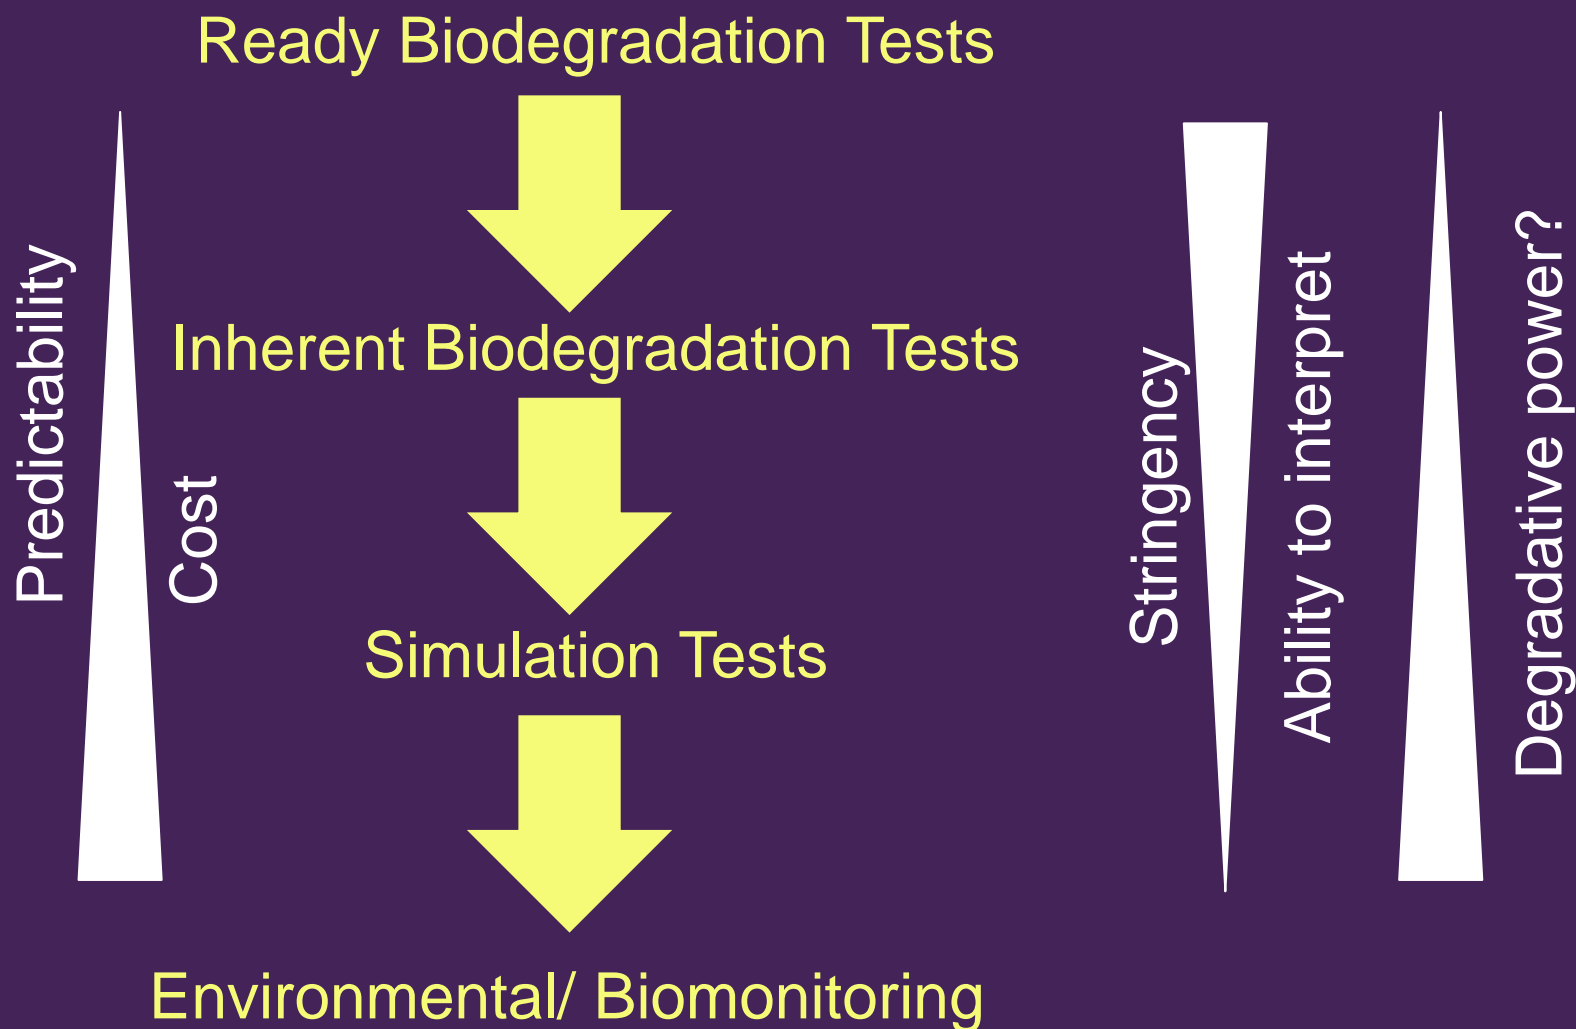 Ready Biodegradation Tests
Predictability
Cost
Inherent Biodegradation Tests
Stringency
Ability to interpret
Degradative power?
Simulation Tests
Environmental/ Biomonitoring